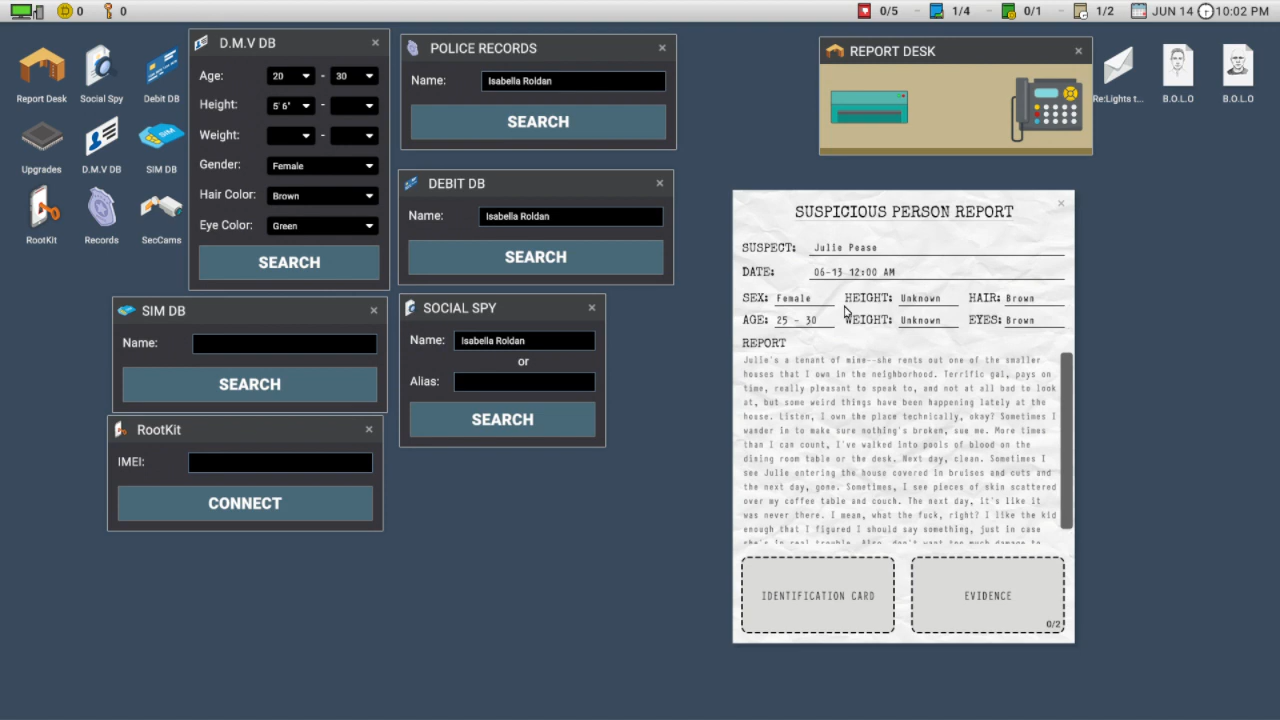 0
0
0/5
1/4
0/1
1/2
JUN 14
10:02 PM
Report Desk
Social Spy
Debit DB
Upgrades
D.M.V DB
SIM DB
RootKit
Records
SecCams
D.M.V DB
Age: 20 - 30
Height: 5' 6" -
Weight: -
Gender: Female
Hair Color: Brown
Eye Color: Green
SEARCH
POLICE RECORDS
Name: Isabella Roldan
SEARCH
DEBIT DB
Name: Isabella Roldan
SEARCH
SIM DB
Name:
SEARCH
SOCIAL SPY
Name: Isabella Roldan
or
Alias:
SEARCH
RootKit
IMEI:
CONNECT
REPORT DESK
Re:Lights t...
B.O.L.O
B.O.L.O
SUSPICIOUS PERSON REPORT
SUSPECT: Julie Pease
DATE: 06-13 12:00 AM
SEX: Female HEIGHT: Unknown HAIR: Brown
AGE: 25 - 30 WEIGHT: Unknown EYES: Brown
REPORT
Julie's a tenant of mine--she rents out one of the smaller
houses that I own in the neighborhood. Terrific gal, pays on
time, really pleasant to speak to, and not at all bad to look
at, but some weird things have been happening lately at the
house. Listen, I own the place technically, okay? Sometimes I
wander in to make sure nothing's broken, sue me. More times
than I can count, I've walked into pools of blood on the
dining room table or the desk. Next day, clean. Sometimes I
see Julie entering the house covered in bruises and cuts and
the next day, gone. Sometimes, I see pieces of skin scattered
over my coffee table and couch. The next day, it's like it
was never there. I mean, what the fuck, right? I like the kid
enough that I figured I should say something, just in case
she's in real trouble. Also, don't want too much damage to
IDENTIFICATION CARD
EVIDENCE
0/2